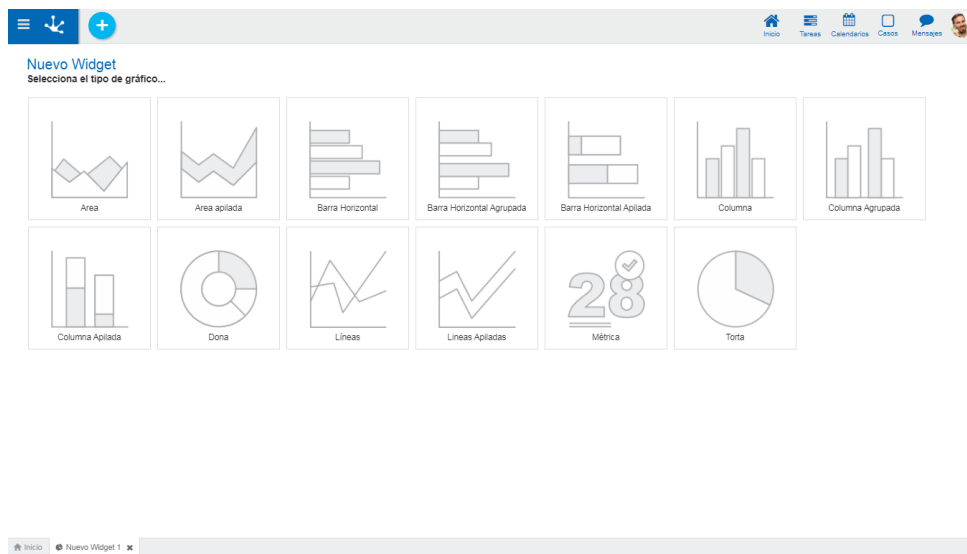 Inicio Tareas Calendarios Casos Mensajes
Nuevo Widget
Selecciona el tipo de gráfico...
Area Area apilada Barra Horizontal Barra Horizontal Agrupada Barra Horizontal Apilada Columna Columna Agrupada
28
Columna Apilada Dona Líneas Lineas Apiladas Métrica Torta
Inicio Nuevo Widget 1